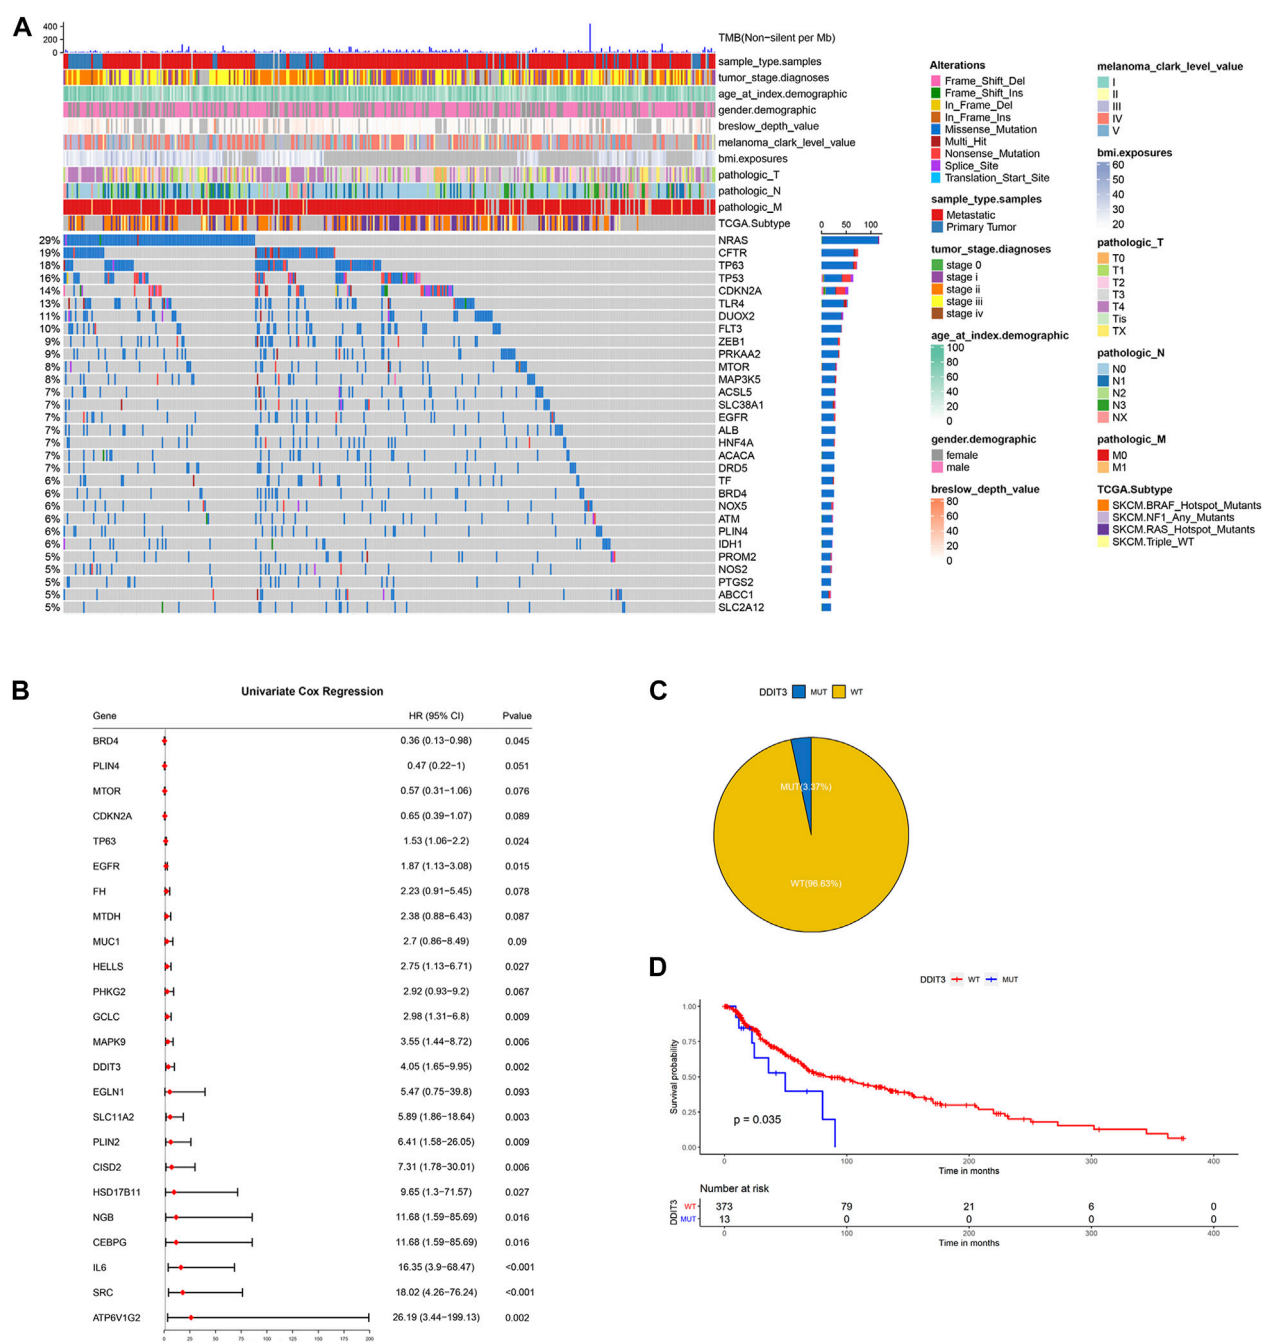 A
400
200
0
TMB(Non−silent per Mb)
sample_type.samples
tumor_stage.diagnoses
age_at_index.demographic
gender.demographic
breslow_depth_value
melanoma_clark_level_value
bmi.exposures
pathologic_T
pathologic_N
pathologic_M
TCGA.Subtype
0 50 100
29% NRAS
19% CFTR
18% TP63
16% TP53
14% CDKN2A
13% TLR4
11% DUOX2
10% FLT3
9% ZEB1
9% PRKAA2
8% MTOR
8% MAP3K5
7% ACSL5
7% SLC38A1
7% EGFR
7% ALB
7% HNF4A
7% ACACA
7% DRD5
6% TF
6% BRD4
6% NOX5
6% ATM
6% PLIN4
6% IDH1
5% PROM2
5% NOS2
5% PTGS2
5% ABCC1
5% SLC2A12
Alterations
Frame_Shift_Del
Frame_Shift_Ins
In_Frame_Del
In_Frame_Ins
Missense_Mutation
Multi_Hit
Nonsense_Mutation
Splice_Site
Translation_Start_Site
sample_type.samples
Metastatic
Primary Tumor
tumor_stage.diagnoses
stage 0
stage i
stage ii
stage iii
stage iv
age_at_index.demographic
100
80
60
40
20
0
gender.demographic
female
male
breslow_depth_value
80
60
40
20
0
melanoma_clark_level_value
I
II
III
IV
V
bmi.exposures
60
50
40
30
20
pathologic_T
T0
T1
T2
T3
T4
Tis
TX
pathologic_N
N0
N1
N2
N3
NX
pathologic_M
M0
M1
TCGA.Subtype
SKCM.BRAF_Hotspot_Mutants
SKCM.NF1_Any_Mutants
SKCM.RAS_Hotspot_Mutants
SKCM.Triple_WT
B
Univariate Cox Regression
Gene HR (95% CI) Pvalue
BRD4 0.36 (0.13−0.98) 0.045
PLIN4 0.47 (0.22−1) 0.051
MTOR 0.57 (0.31−1.06) 0.076
CDKN2A 0.65 (0.39−1.07) 0.089
TP63 1.53 (1.06−2.2) 0.024
EGFR 1.87 (1.13−3.08) 0.015
FH 2.23 (0.91−5.45) 0.078
MTDH 2.38 (0.88−6.43) 0.087
MUC1 2.7 (0.86−8.49) 0.09
HELLS 2.75 (1.13−6.71) 0.027
PHKG2 2.92 (0.93−9.2) 0.067
GCLC 2.98 (1.31−6.8) 0.009
MAPK9 3.55 (1.44−8.72) 0.006
DDIT3 4.05 (1.65−9.95) 0.002
EGLN1 5.47 (0.75−39.8) 0.093
SLC11A2 5.89 (1.86−18.64) 0.003
PLIN2 6.41 (1.58−26.05) 0.009
CISD2 7.31 (1.78−30.01) 0.006
HSD17B11 9.65 (1.3−71.57) 0.027
NGB 11.68 (1.59−85.69) 0.016
CEBPG 11.68 (1.59−85.69) 0.016
IL6 16.35 (3.9−68.47) <0.001
SRC 18.02 (4.26−76.24) <0.001
ATP6V1G2 26.19 (3.44−199.13) 0.002
0 25 50 75 100 125 150 175 200
C
DDIT3 MUT WT
MUT(3.37%)
WT(96.63%)
D
DDIT3 WT MUT
Survival probability
1.00
0.75
0.50
0.25
0.00
p = 0.035
0 100 200 300 400
Time in months
Number at risk
DDIT3
WT 373 79 21 6 0
MUT 13 0 0 0 0
0 100 200 300 400
Time in months